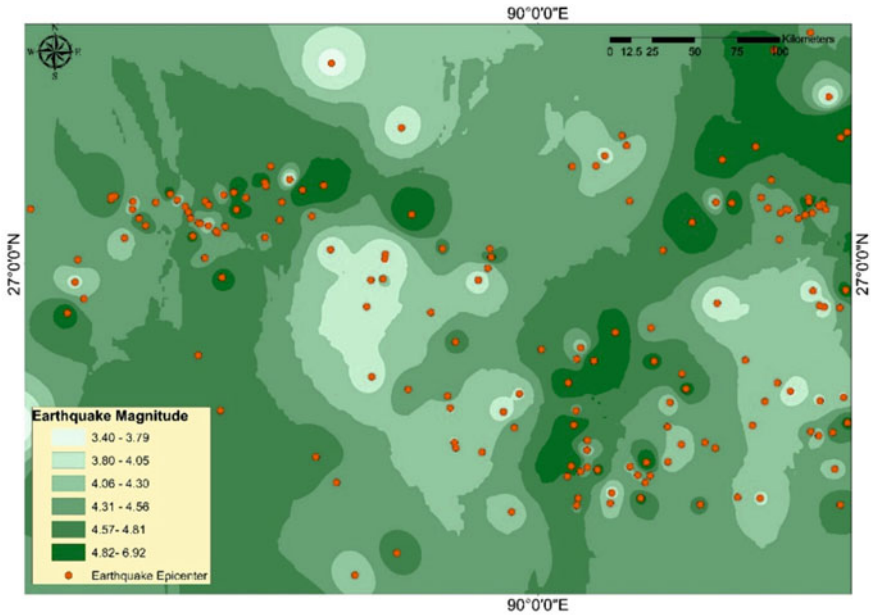 90°0'0"E
N
W
E
S
Kilometers
0 12.5 25 50 75 100
27°0'0"N
27°0'0"N
Earthquake Magnitude
3.40 - 3.79
3.80 - 4.05
4.06 - 4.30
4.31 - 4.56
4.57- 4.81
4.82- 6.92
Earthquake Epicenter
90°0'0"E